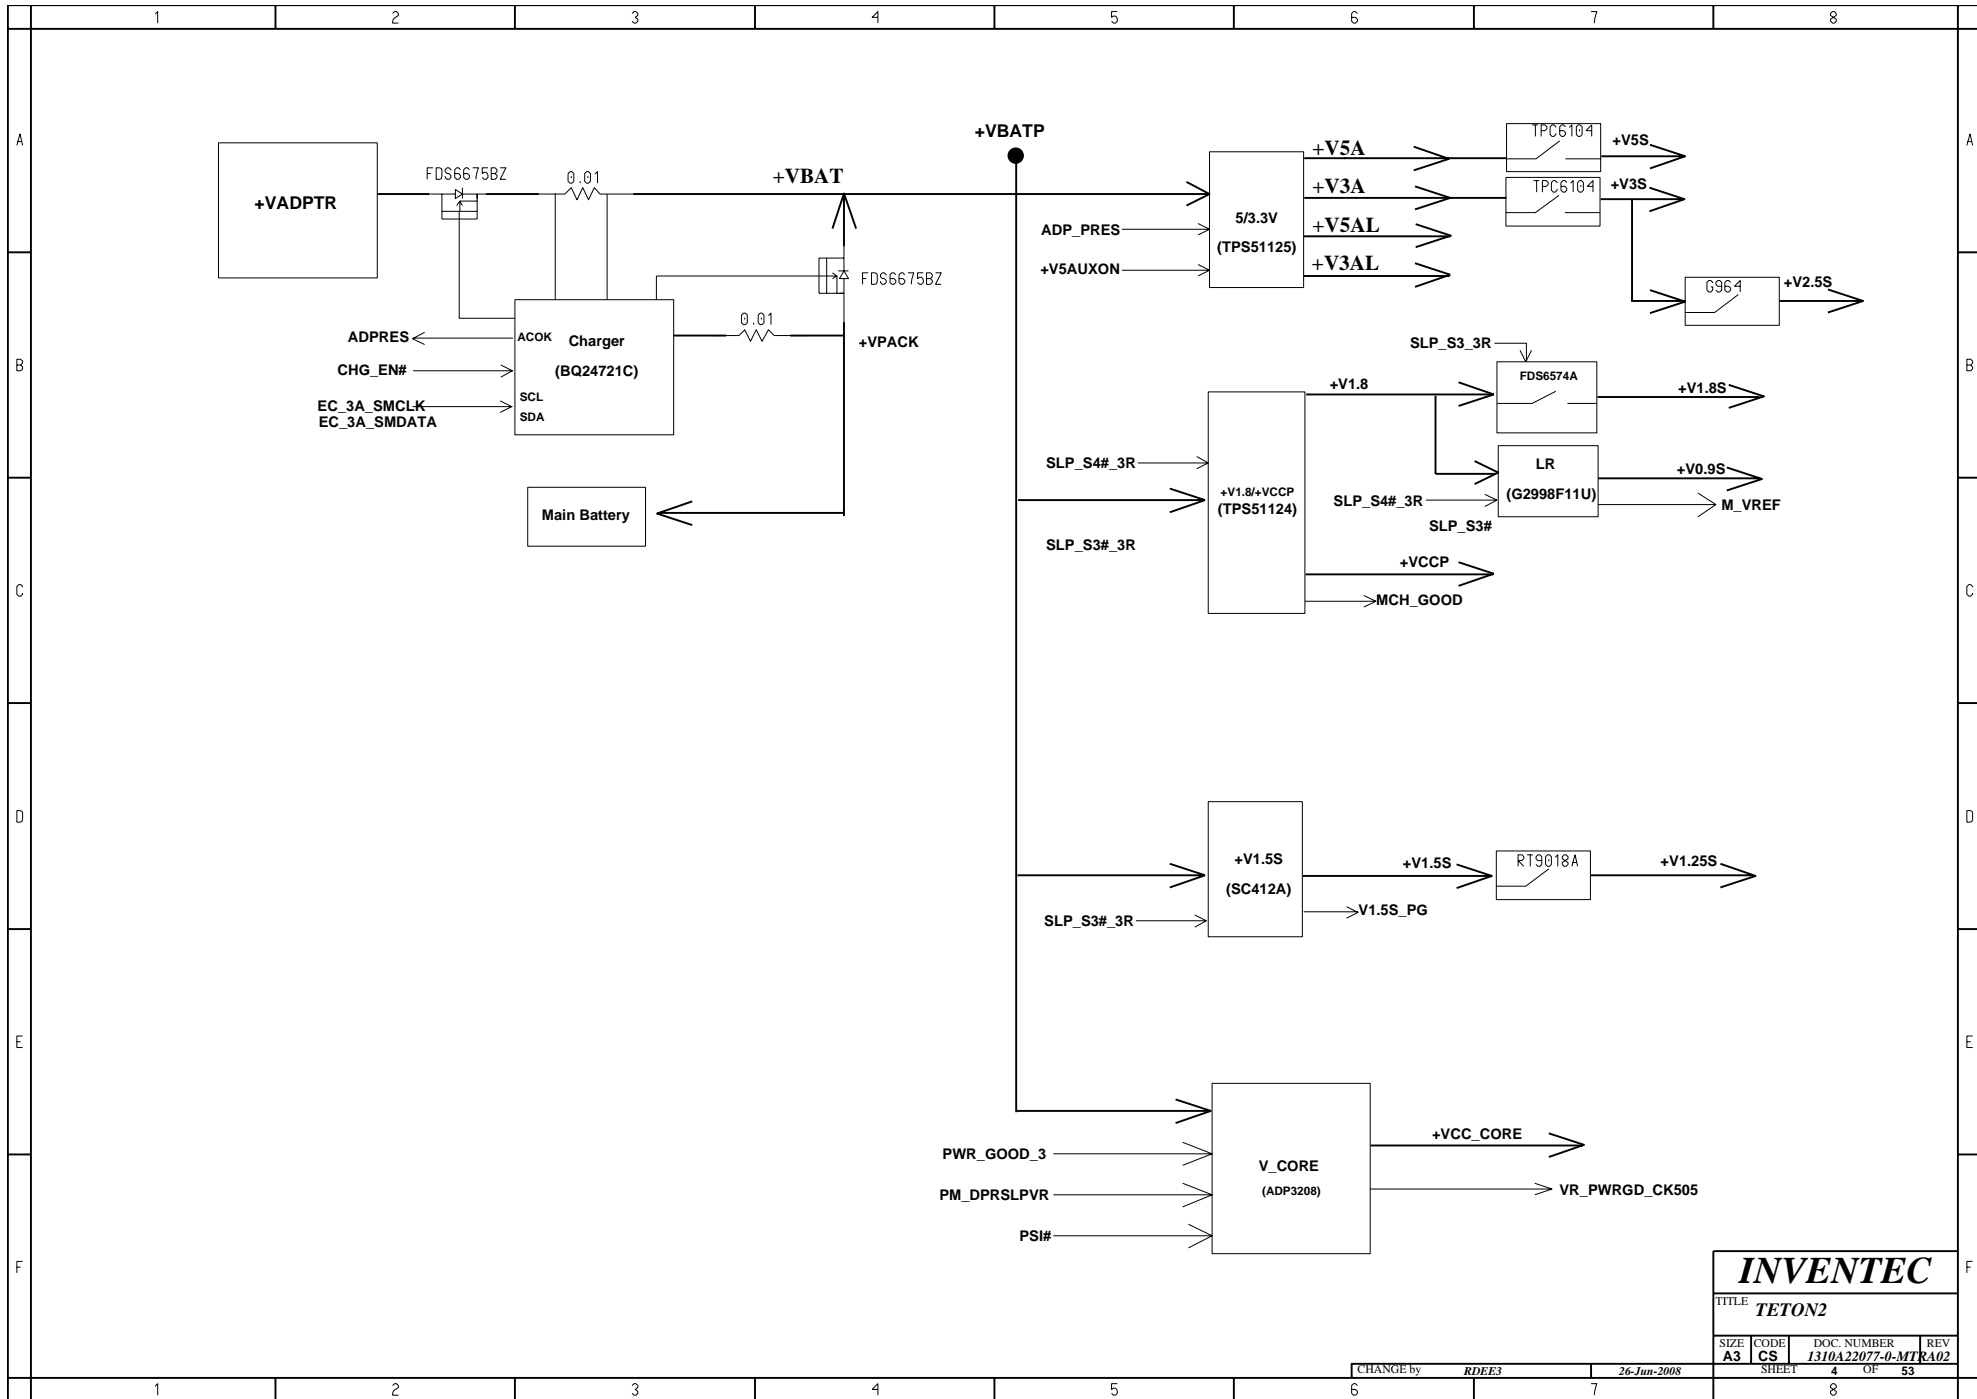 1 2 3 4 5 6 7 8
A A
+VADPTR
FDS6675BZ
0.01
+VBAT
+VBATP
ADP_PRES
+V5AUXON
5/3.3V
(TPS51125)
+V5A
+V3A
+V5AL
+V3AL
TPC6104
+V5S
TPC6104
+V3S
G964
+V2.5S
FDS6675BZ
0.01
+VPACK
ADPRES
CHG_EN#
EC_3A_SMCLK
EC_3A_SMDATA
ACOK
Charger
(BQ24721C)
SCL
SDA
Main Battery
B B
SLP_S3_3R
+V1.8
FDS6574A
+V1.8S
SLP_S4#_3R
+V1.8/+VCCP
(TPS51124)
SLP_S3#_3R
LR
(G2998F11U)
+V0.9S
M_VREF
SLP_S4#_3R
SLP_S3#
+VCCP
MCH_GOOD
C C
D D
+V1.5S
(SC412A)
SLP_S3#_3R
+V1.5S
V1.5S_PG
RT9018A
+V1.25S
E E
PWR_GOOD_3
PM_DPRSLPVR
PSI#
V_CORE
(ADP3208)
+VCC_CORE
VR_PWRGD_CK505
F F
INVENTEC
TITLE TETON2
SIZE CODE DOC. NUMBER REV
A3 CS 1310A22077-0-MTRA02
CHANGE by RDEE3 26-Jun-2008 SHEET 4 OF 53
1 2 3 4 5 6 7 8